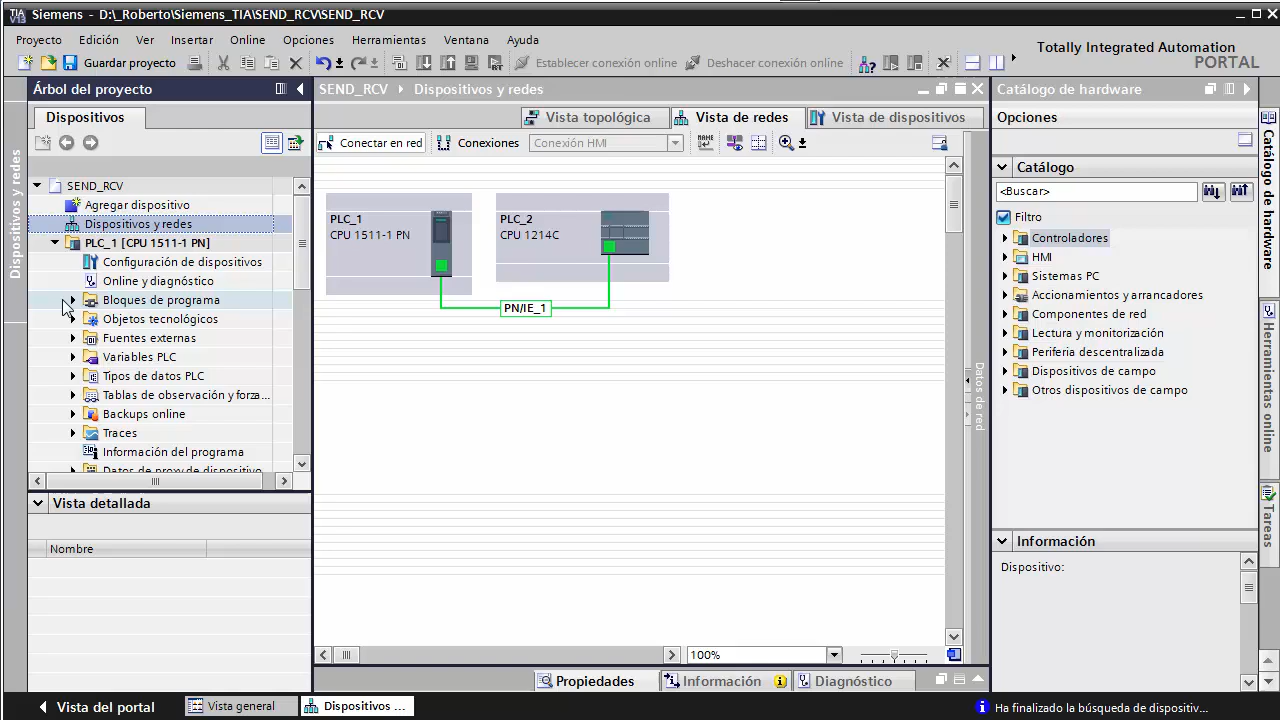 TIA V13 Siemens - D:\_Roberto\Siemens_TIA\SEND_RCV\SEND_RCV
Proyecto Edición Ver Insertar Online Opciones Herramientas Ventana Ayuda
Totally Integrated Automation
PORTAL
Guardar proyecto Establecer conexión online Deshacer conexión online
Árbol del proyecto
SEND_RCV Dispositivos y redes
Catálogo de hardware
Dispositivos
Vista topológica Vista de redes Vista de dispositivos
Opciones
Conectar en red Conexiones Conexión HMI
SEND_RCV
Agregar dispositivo
Dispositivos y redes
PLC_1 [CPU 1511-1 PN]
Configuración de dispositivos
Online y diagnóstico
Bloques de programa
Objetos tecnológicos
Fuentes externas
Variables PLC
Tipos de datos PLC
Tablas de observación y forza...
Backups online
Traces
Información del programa
Datos de proxy de dispositivo
Vista detallada
Nombre
PLC_1
CPU 1511-1 PN
PLC_2
CPU 1214C
PN/IE_1
Datos de red
100%
Propiedades Información Diagnóstico
Catálogo
<Buscar>
Filtro
Controladores
HMI
Sistemas PC
Accionamientos y arrancadores
Componentes de red
Lectura y monitorización
Periferia descentralizada
Dispositivos de campo
Otros dispositivos de campo
Información
Dispositivo:
Dispositivos y redes
Catálogo de hardware
Herramientas online
Tareas
Vista del portal Vista general Dispositivos ... Ha finalizado la búsqueda de dispositiv...